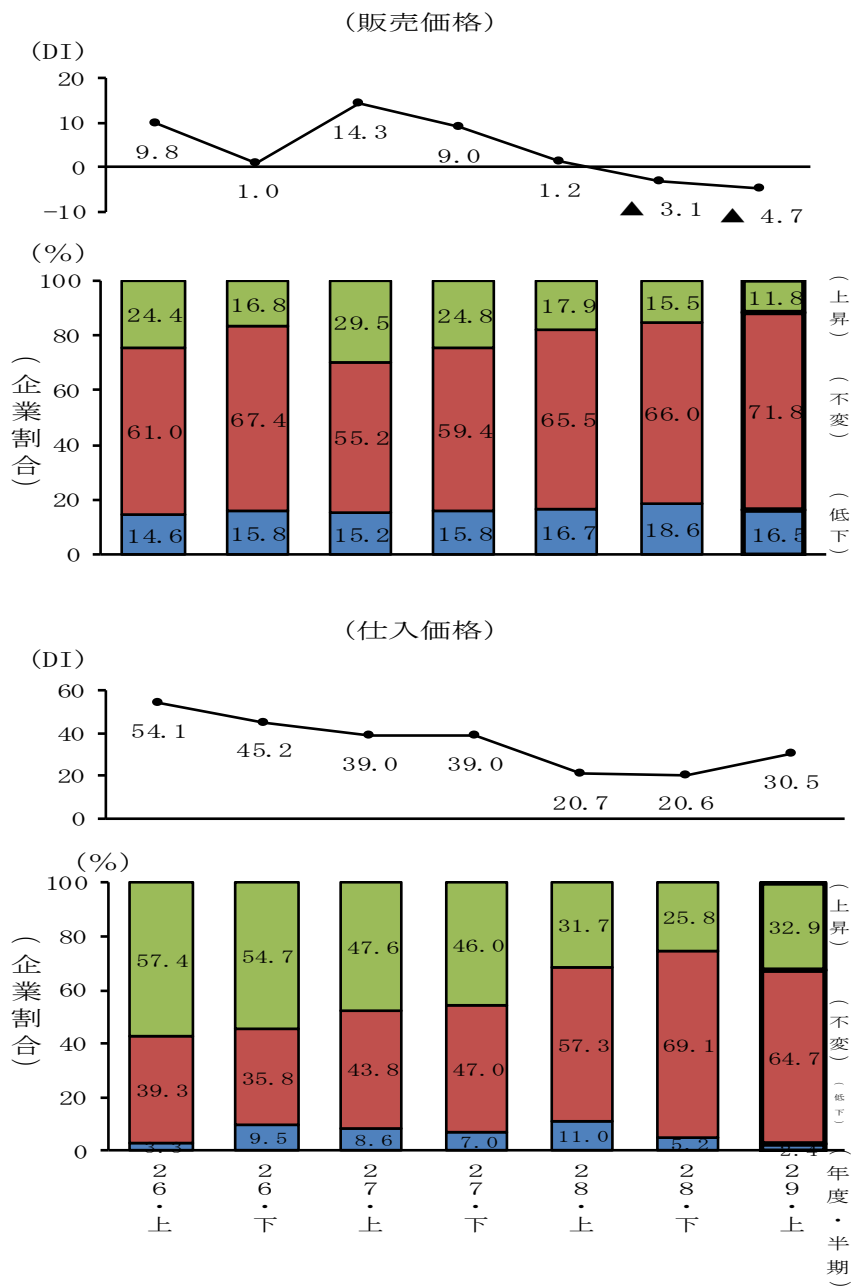 (販売価格)
(DI)
20
10
0
-10
9.8
1.0
14.3
9.0
1.2
▲ 3.1
▲ 4.7
(%)
100
80
60
40
20
0
(企業割合)
24.4 16.8 29.5 24.8 17.9 15.5 11.8
61.0 67.4 55.2 59.4 65.5 66.0 71.8
14.6 15.8 15.2 15.8 16.7 18.6 16.5
(上昇)
(不変)
(低下)
(仕入価格)
(DI)
60
40
20
0
54.1
45.2
39.0
39.0
20.7
20.6
30.5
(%)
100
80
60
40
20
0
(企業割合)
57.4 54.7 47.6 46.0 31.7 25.8 32.9
39.3 35.8 43.8 47.0 57.3 69.1 64.7
3.3 9.5 8.6 7.0 11.0 5.2 2.4
(上昇)
(不変)
(低下)
26・上
26・下
27・上
27・下
28・上
28・下
29・上
(年度・半期)